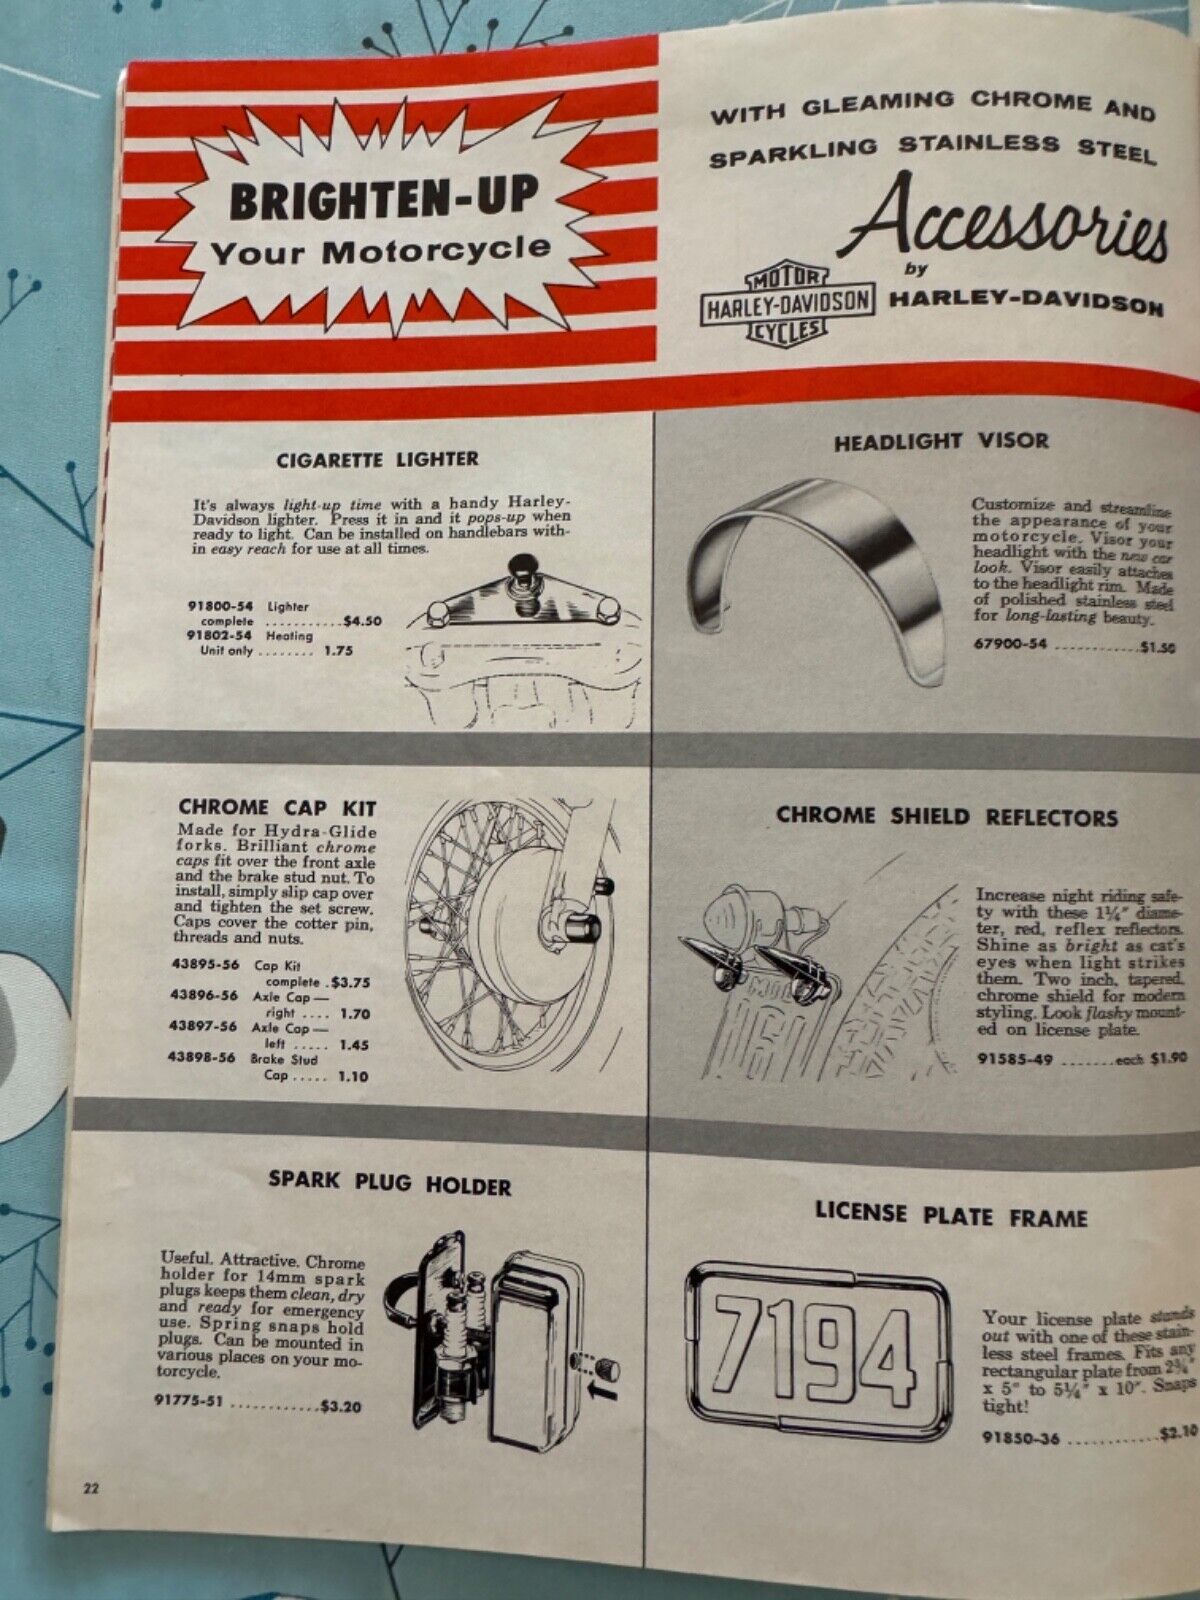 BRIGHTEN-UP
Your Motorcycle
WITH GLEAMING CHROME AND
SPARKLING STAINLESS STEEL
Accessories
by
HARLEY-DAVIDSON
MOTOR
HARLEY-DAVIDSON
CYCLES
CIGARETTE LIGHTER
It's always light-up time with a handy Harley-
Davidson lighter. Press it in and it pops-up when
ready to light. Can be installed on handlebars with-
in easy reach for use at all times.
91800-54 Lighter
complete ...........$4.50
91802-54 Heating
Unit only ........ 1.75
HEADLIGHT VISOR
Customize and streamline
the appearance of your
motorcycle. Visor your
headlight with the new car
look. Visor easily attaches
to the headlight rim. Made
of polished stainless steel
for long-lasting beauty.
67900-54 .............$1.50
CHROME CAP KIT
Made for Hydra-Glide
forks. Brilliant chrome
caps fit over the front axle
and the brake stud nut. To
install, simply slip cap over
and tighten the set screw.
Caps cover the cotter pin,
threads and nuts.
43895-56 Cap Kit
complete .$3.75
43896-56 Axle Cap—
right .... 1.70
43897-56 Axle Cap—
left ..... 1.45
43898-56 Brake Stud
Cap ..... 1.10
CHROME SHIELD REFLECTORS
Increase night riding safe-
ty with these 1¼" diame-
ter, red, reflex reflectors.
Shine as bright as cat's
eyes when light strikes
them. Two inch, tapered,
chrome shield for modern
styling. Look flashy mount-
ed on license plate.
91585-49 .......each $1.90
SPARK PLUG HOLDER
Useful. Attractive. Chrome
holder for 14mm spark
plugs keeps them clean, dry
and ready for emergency
use. Spring snaps hold
plugs. Can be mounted in
various places on your mo-
torcycle.
91775-51 ............$3.20
LICENSE PLATE FRAME
7194
Your license plate stands
out with one of these stain-
less steel frames. Fits any
rectangular plate from 2¾"
x 5" to 5¼" x 10". Snaps
tight!
91850-36 ............$2.10
22